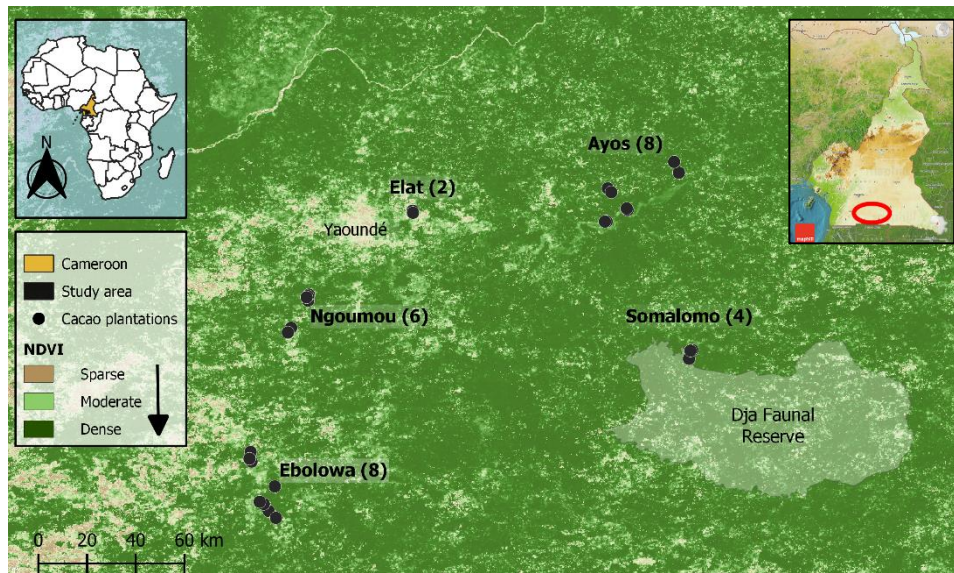 N
Cameroon
Study area
Cacao plantations
NDVI
Sparse
Moderate
Dense
0 20 40 60 km
Ayos (8)
Elat (2)
Yaoundé
Ngoumou (6)
Somalomo (4)
Dja Faunal
Reserve
Ebolowa (8)